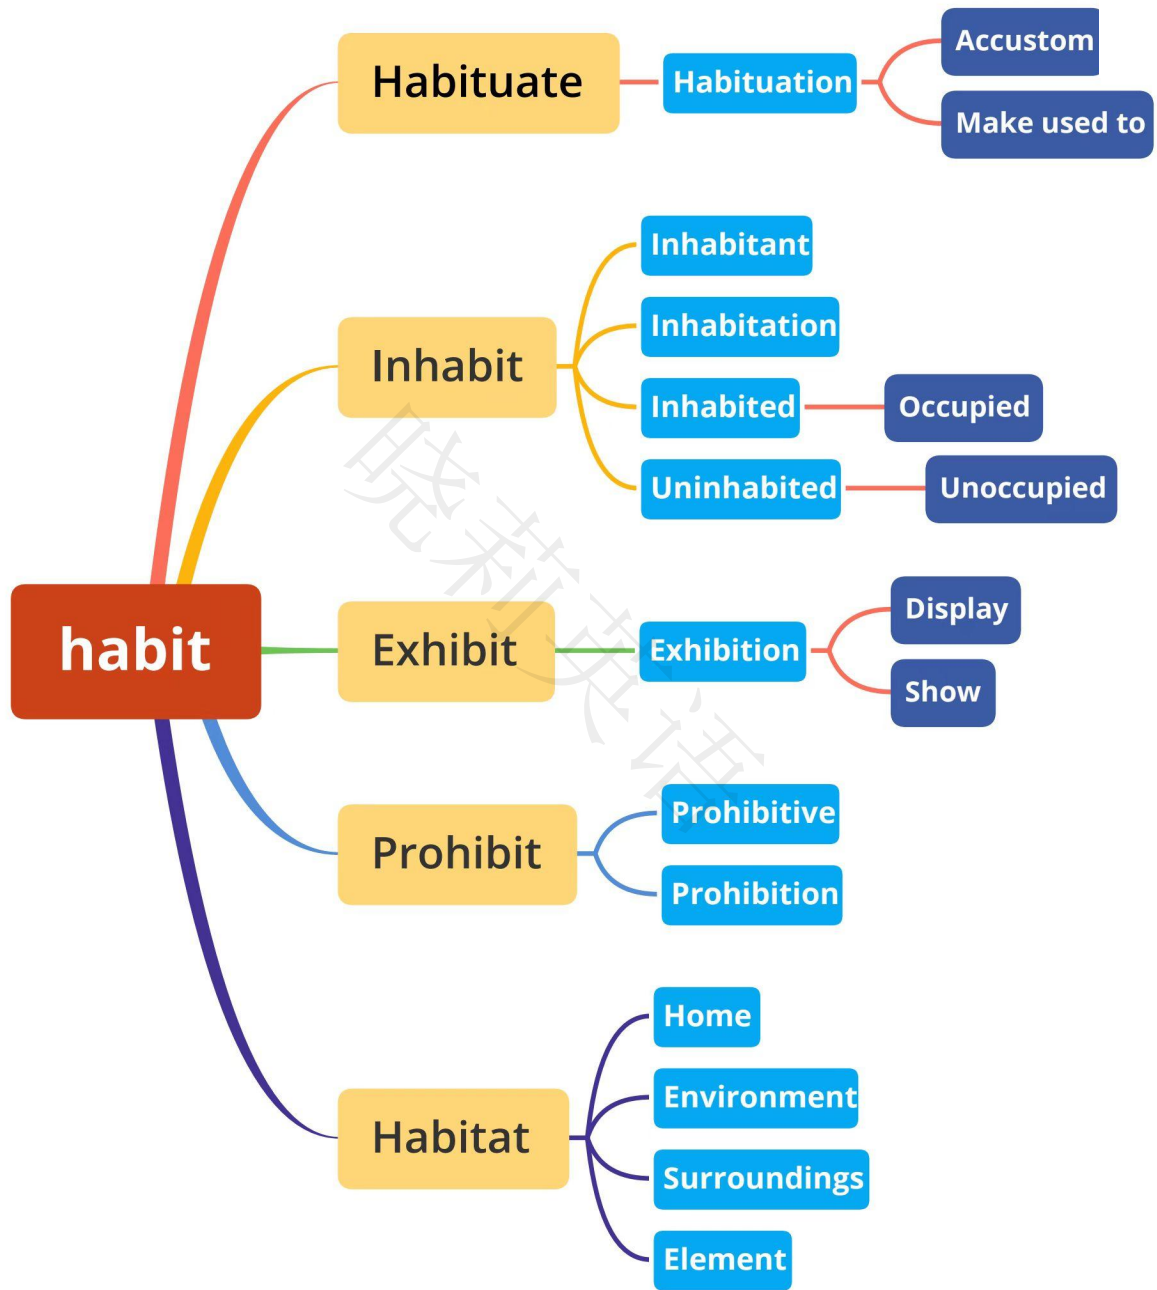 habit
Habituate
Habituation
Accustom
Make used to
Inhabit
Inhabitant
Inhabitation
Inhabited
Occupied
Uninhabited
Unoccupied
Exhibit
Exhibition
Display
Show
Prohibit
Prohibitive
Prohibition
Habitat
Home
Environment
Surroundings
Element
晓莉英语